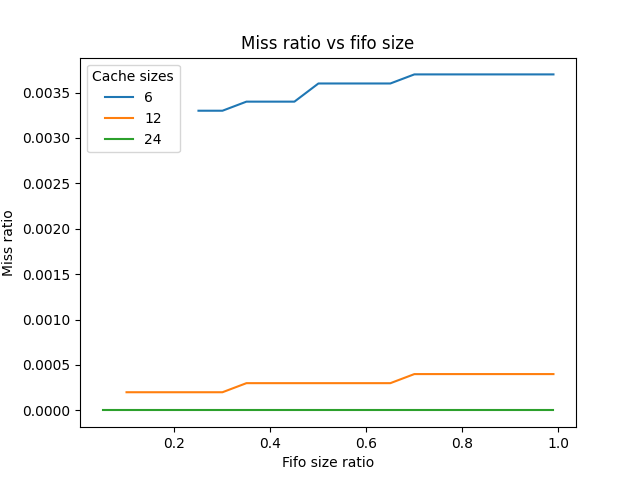 Miss ratio vs fifo size
Cache sizes
6
12
24
0.0035
0.0030
0.0025
0.0020
0.0015
0.0010
0.0005
0.0000
Miss ratio
0.2 0.4 0.6 0.8 1.0
Fifo size ratio